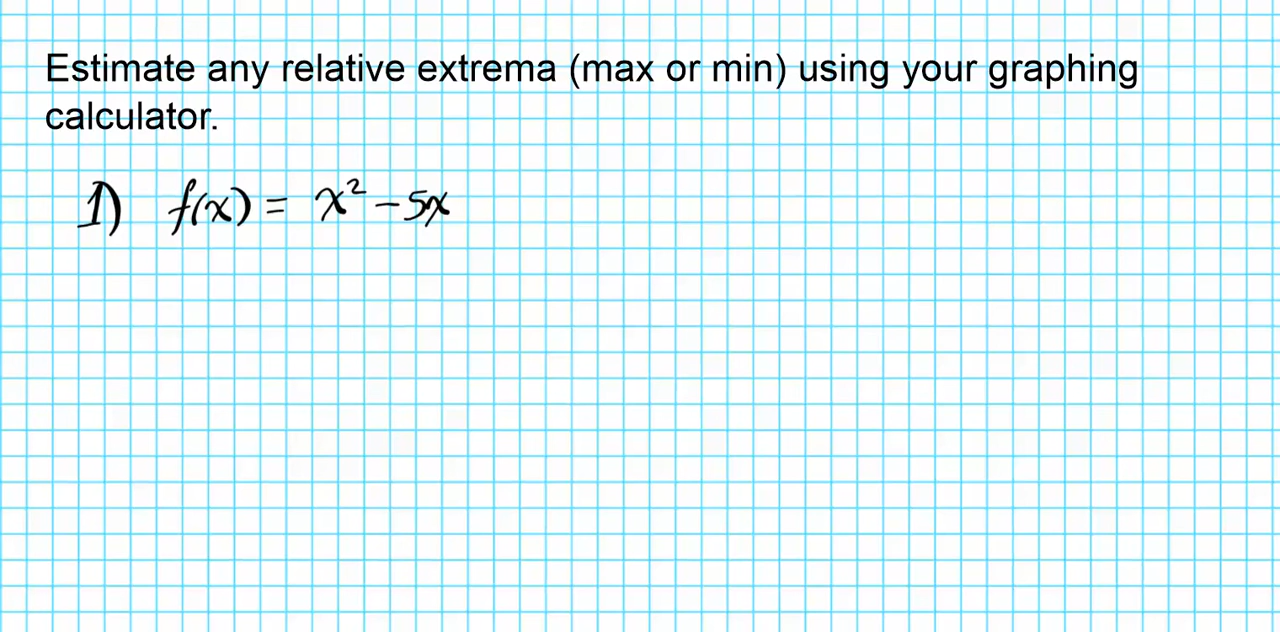 Estimate any relative extrema (max or min) using your graphing
calculator.
1) f(x) = x² - 5x